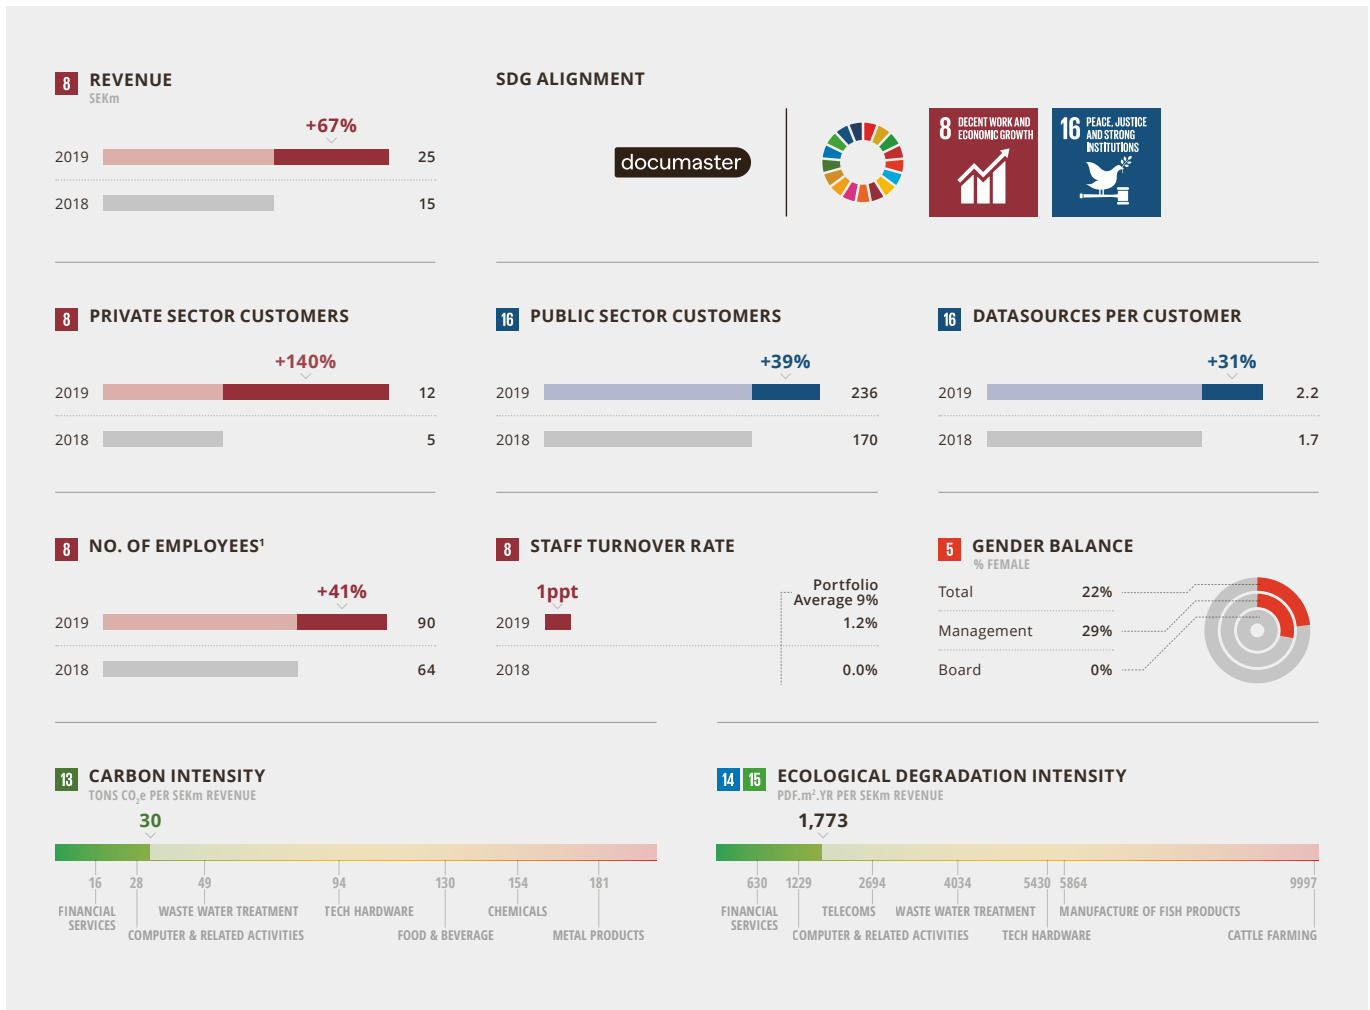 8 REVENUE
SEKm
+67%
2019 25
2018 15
SDG ALIGNMENT
documaster
8 DECENT WORK AND
ECONOMIC GROWTH
16 PEACE, JUSTICE
AND STRONG
INSTITUTIONS
8 PRIVATE SECTOR CUSTOMERS
+140%
2019 12
2018 5
16 PUBLIC SECTOR CUSTOMERS
+39%
2019 236
2018 170
16 DATASOURCES PER CUSTOMER
+31%
2019 2.2
2018 1.7
8 NO. OF EMPLOYEES¹
+41%
2019 90
2018 64
8 STAFF TURNOVER RATE
1ppt
Portfolio
Average 9%
2019 1.2%
2018 0.0%
5 GENDER BALANCE
% FEMALE
Total 22%
Management 29%
Board 0%
13 CARBON INTENSITY
TONS CO₂e PER SEKm REVENUE
30
16 28 49 94 130 154 181
FINANCIAL
SERVICES
WASTE WATER TREATMENT TECH HARDWARE CHEMICALS
COMPUTER & RELATED ACTIVITIES FOOD & BEVERAGE METAL PRODUCTS
14 15 ECOLOGICAL DEGRADATION INTENSITY
PDF.m².YR PER SEKm REVENUE
1,773
630 1229 2694 4034 5430 5864 9997
FINANCIAL
SERVICES
TELECOMS WASTE WATER TREATMENT MANUFACTURE OF FISH PRODUCTS
COMPUTER & RELATED ACTIVITIES TECH HARDWARE CATTLE FARMING